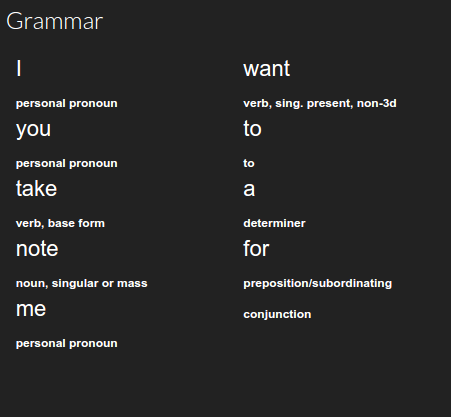 Grammar
I
want
personal pronoun
verb, sing. present, non-3d
you
to
personal pronoun
to
take
a
verb, base form
determiner
note
for
noun, singular or mass
preposition/subordinating
me
conjunction
personal pronoun